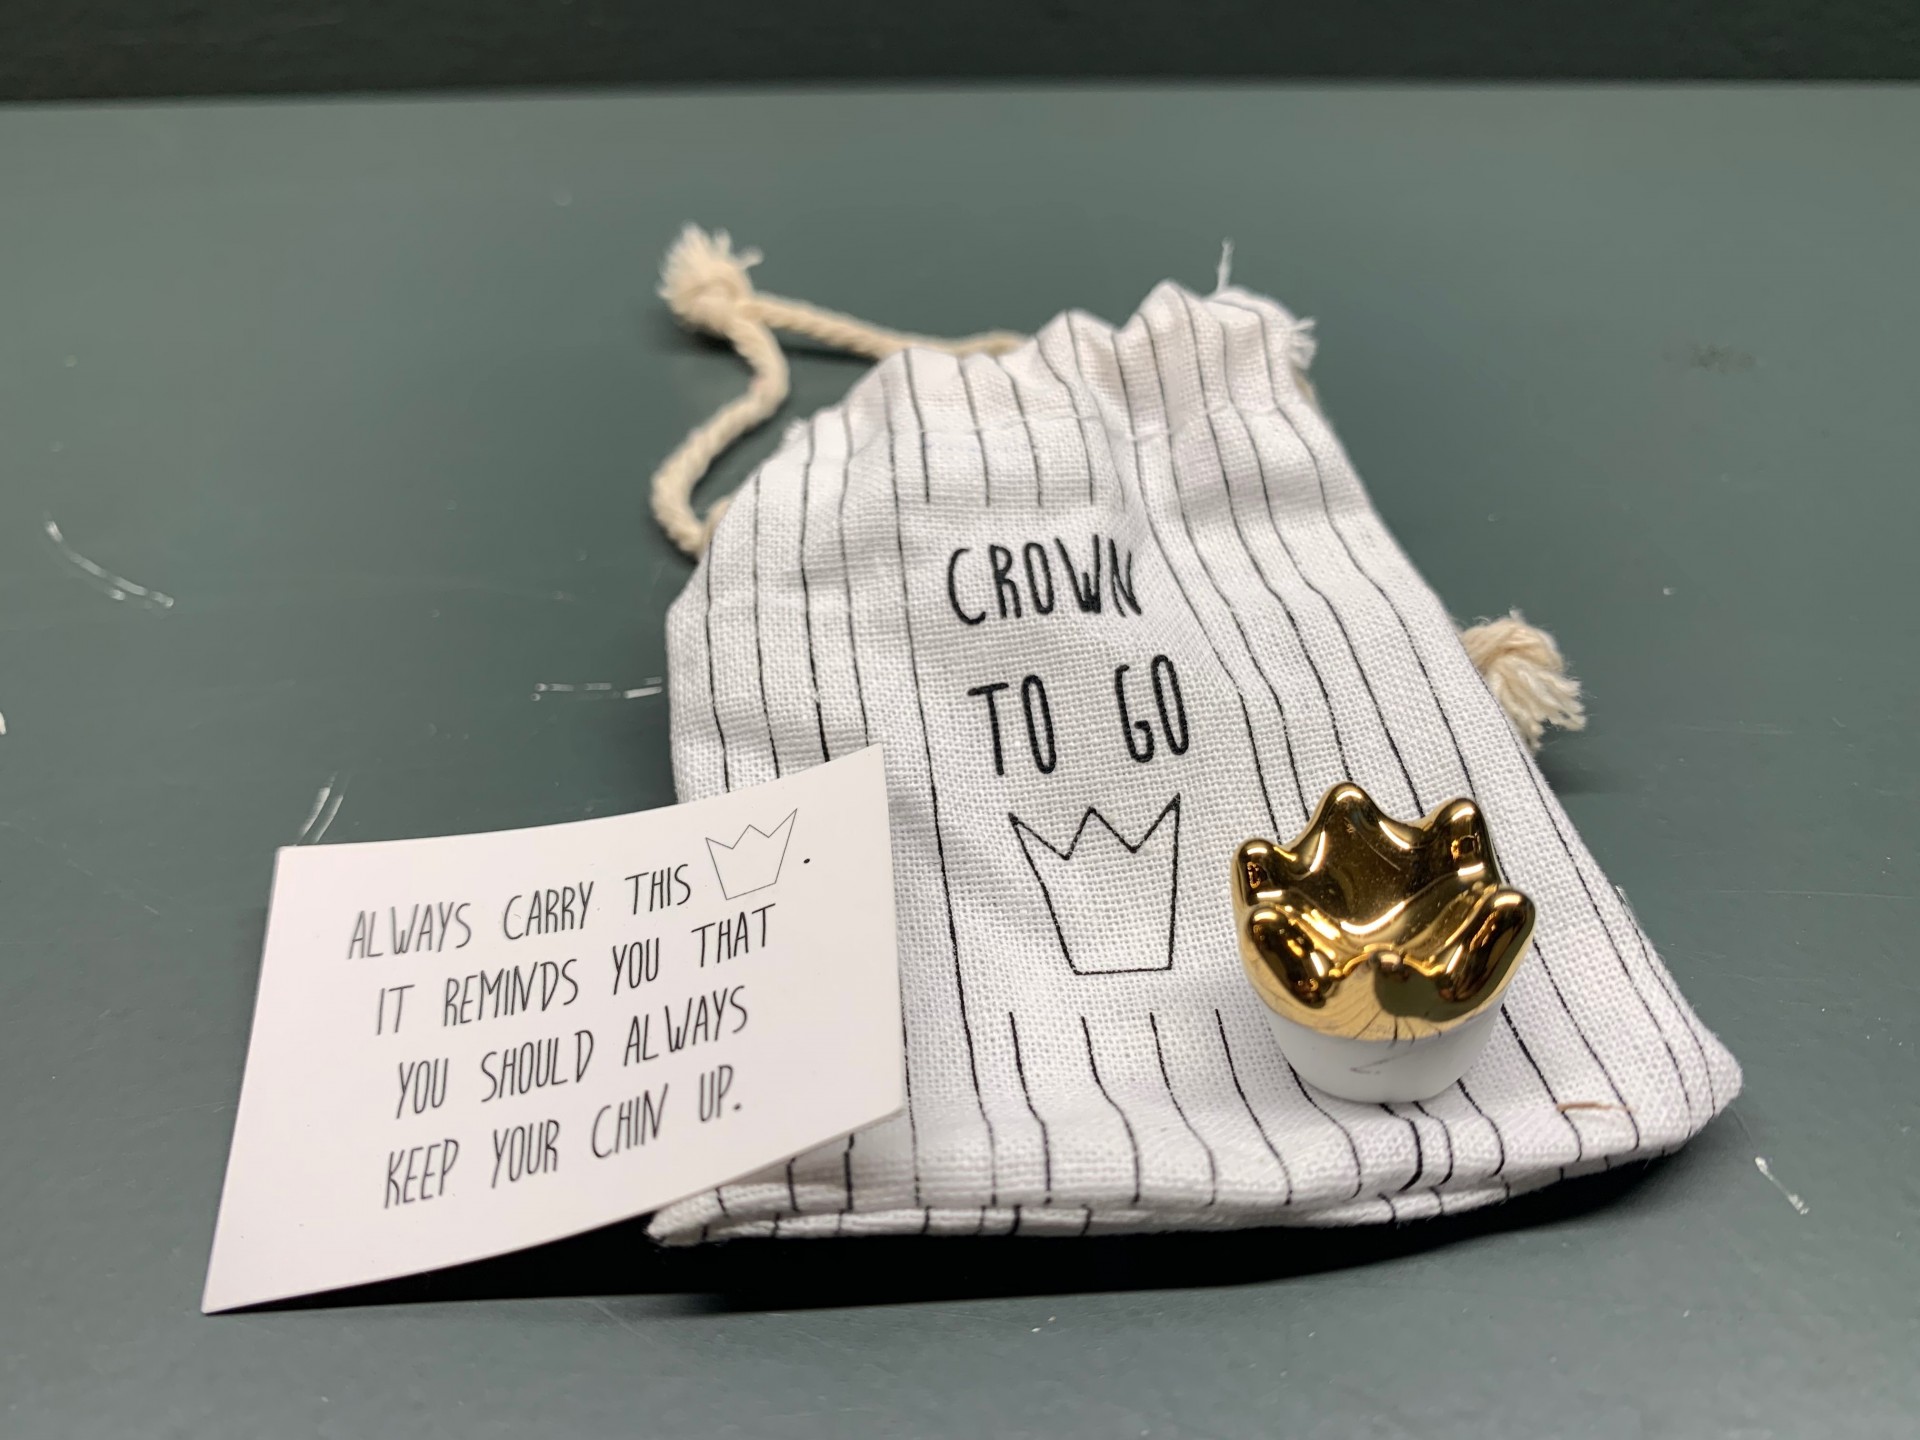 CROWN
TO GO
ALWAYS CARRY THIS .
IT REMINDS YOU THAT
YOU SHOULD ALWAYS
KEEP YOUR CHIN UP.